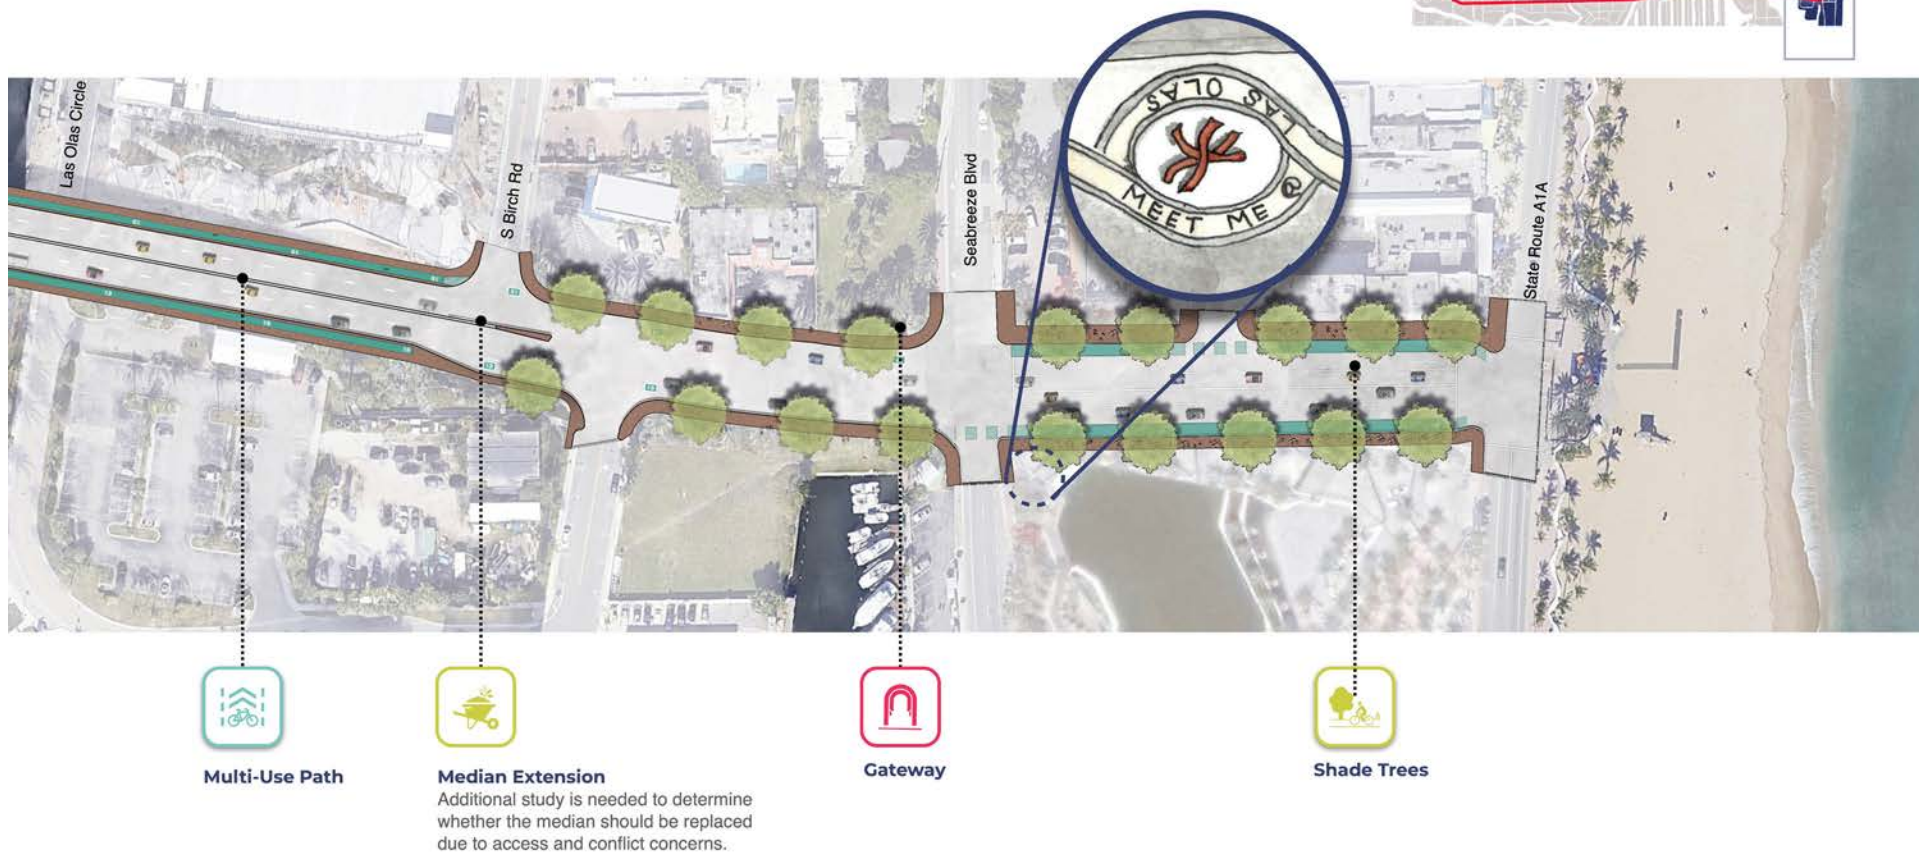 Las Olas Circle
S Birch Rd
Seabreeze Blvd
LAS OLAS
MEET ME @
State Route A1A
Multi-Use Path
Median Extension
Additional study is needed to determine
whether the median should be replaced
due to access and conflict concerns.
Gateway
Shade Trees